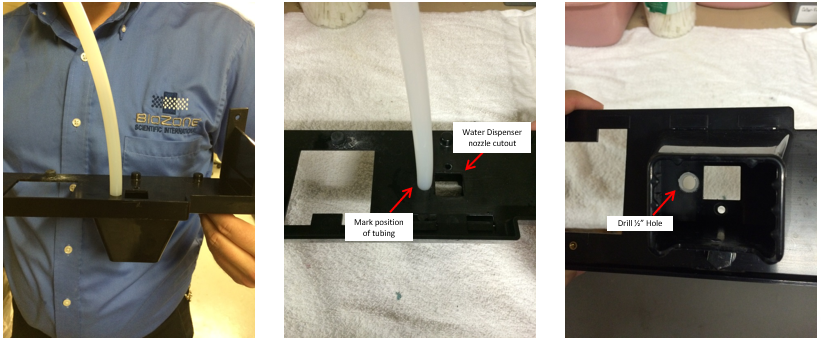 BIOZONE
SCIENTIFIC INTERNATIONAL
Water Dispenser
nozzle cutout
Mark position
of tubing
Drill ½” Hole